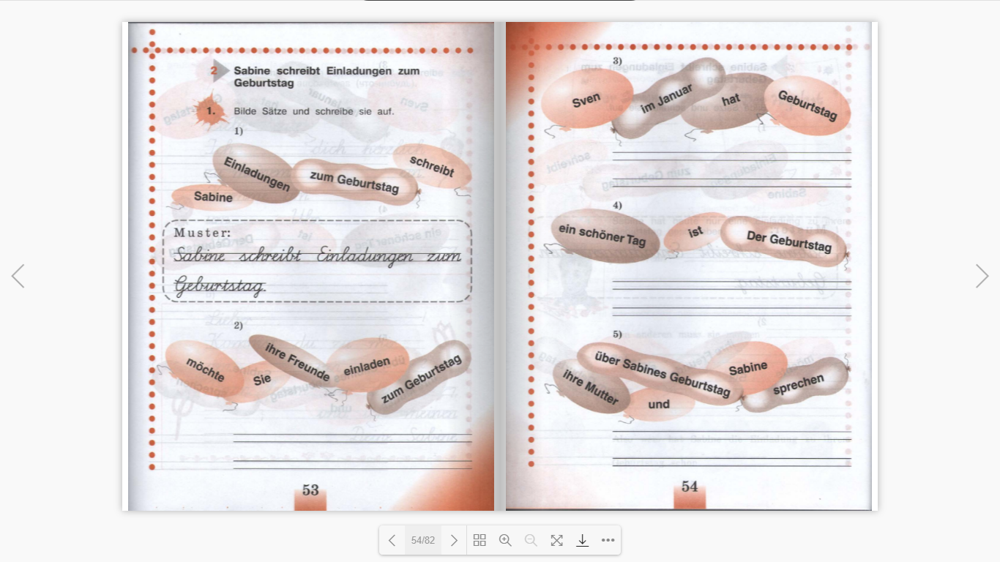 2 Sabine schreibt Einladungen zum
Geburtstag
1. Bilde Sätze und schreibe sie auf.
1)
Einladungen
zum Geburtstag
schreibt
Sabine
Muster:
Sabine schreibt Einladungen zum
Geburtstag.
2)
möchte
Sie
ihre Freunde
einladen
zum Geburtstag
53
3)
Sven
im Januar
hat
Geburtstag
4)
ein schöner Tag
ist
Der Geburtstag
5)
ihre Mutter
über Sabines Geburtstag
und
Sabine
sprechen
54
54/82